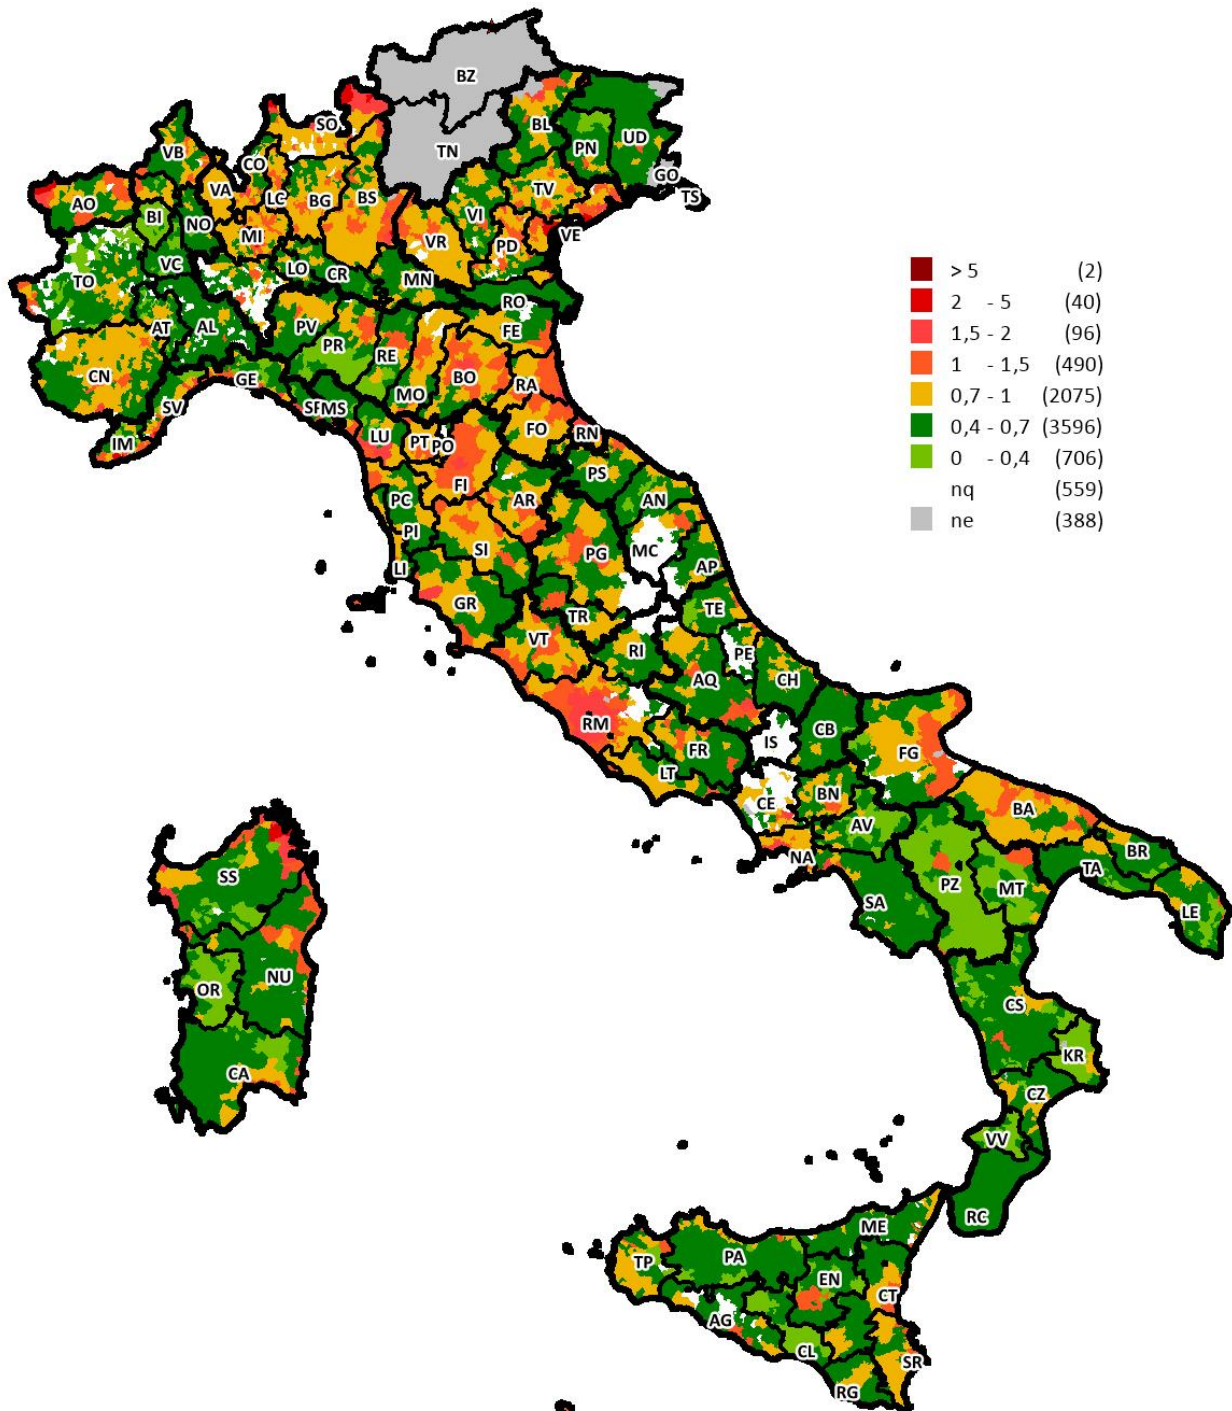 BZ
SO
TN
BL
PN
UD
VB
CO
GO
TS
AO
VA
LC
BG
BS
TV
BI
NO
MI
VI
VR
PD
VE
VC
LO
CR
MN
TO
RO
AT
AL
PV
PR
FE
RE
CN
GE
MO
BO
RA
SV
MS
IM
LU
PT
PO
FO
RN
FI
PS
PC
AR
AN
PI
SI
PG
MC
LI
AP
GR
TR
TE
VT
RI
PE
AQ
CH
RM
FR
IS
CB
FG
LT
CE
BN
BA
AV
NA
BR
PZ
MT
TA
SA
LE
SS
OR
NU
CS
CA
KR
CZ
VV
RC
ME
TP
PA
EN
CT
AG
CL
SR
RG
> 5 (2)
2 - 5 (40)
1,5 - 2 (96)
1 - 1,5 (490)
0,7 - 1 (2075)
0,4 - 0,7 (3596)
0 - 0,4 (706)
nq (559)
ne (388)